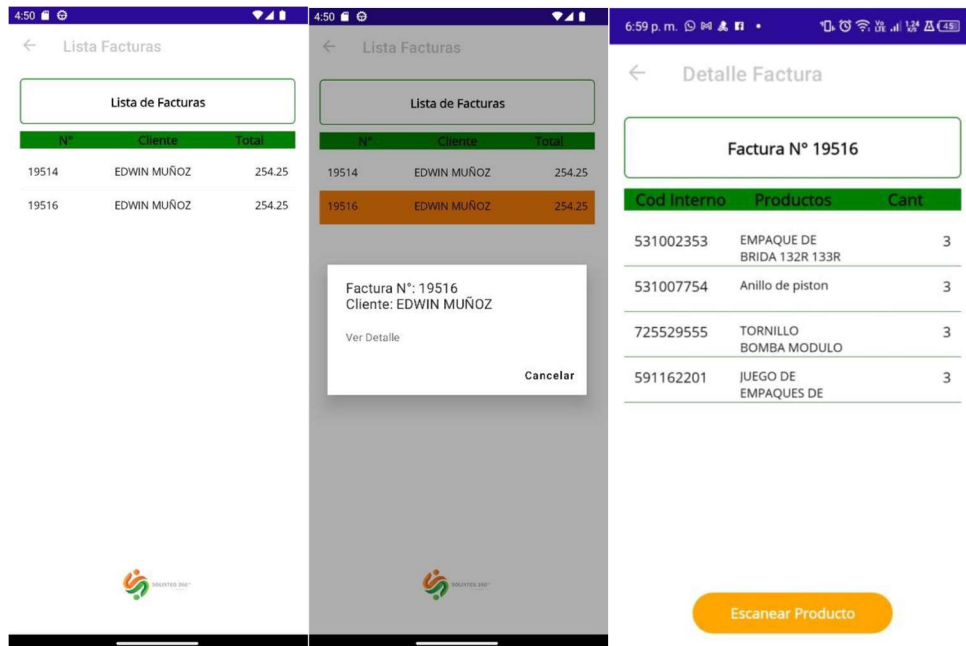 4:50
Lista Facturas
Lista de Facturas
N° Cliente Total
19514 EDWIN MUÑOZ 254.25
19516 EDWIN MUÑOZ 254.25
SOLINTEG 360°
4:50
Lista Facturas
Lista de Facturas
N° Cliente Total
19514 EDWIN MUÑOZ 254.25
19516 EDWIN MUÑOZ 254.25
Factura N°: 19516
Cliente: EDWIN MUÑOZ
Ver Detalle
Cancelar
6:59 p. m.
45
Detalle Factura
Factura N° 19516
Cod Interno Productos Cant
531002353 EMPAQUE DE 3
BRIDA 132R 133R
531007754 Anillo de piston 3
725529555 TORNILLO 3
BOMBA MODULO
591162201 JUEGO DE 3
EMPAQUES DE
Escanear Producto